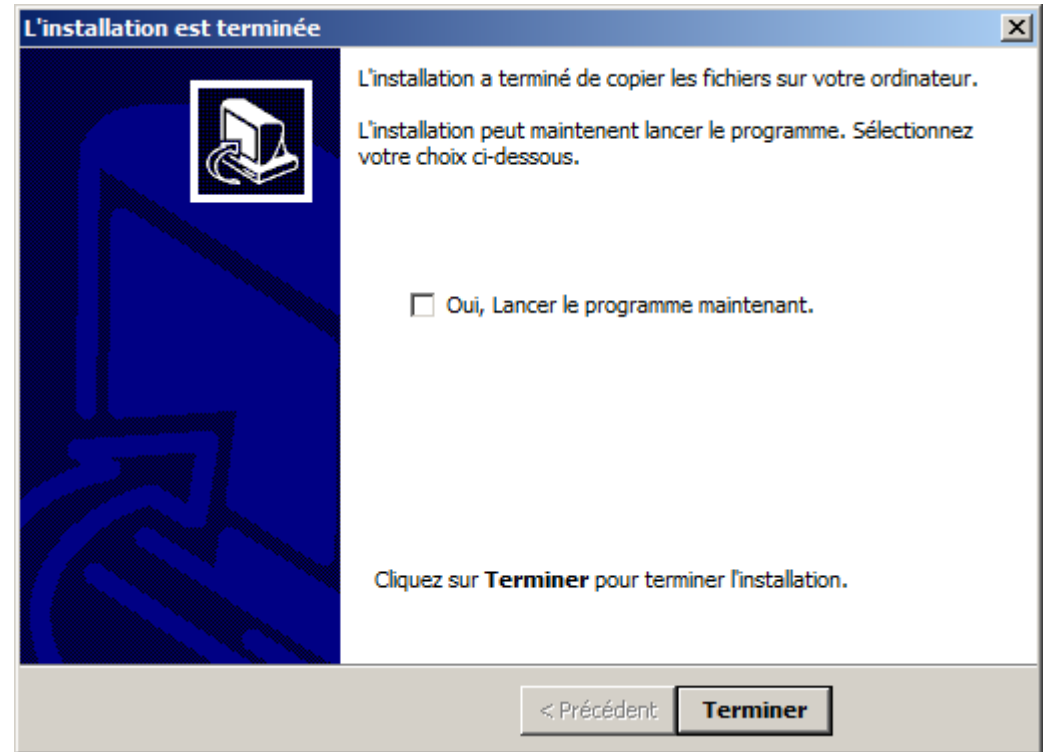 L'installation est terminée
L'installation a terminé de copier les fichiers sur votre ordinateur.
L'installation peut maintenent lancer le programme. Sélectionnez
votre choix ci-dessous.
Oui, Lancer le programme maintenant.
Cliquez sur Terminer pour terminer l'installation.
< Précédent
Terminer